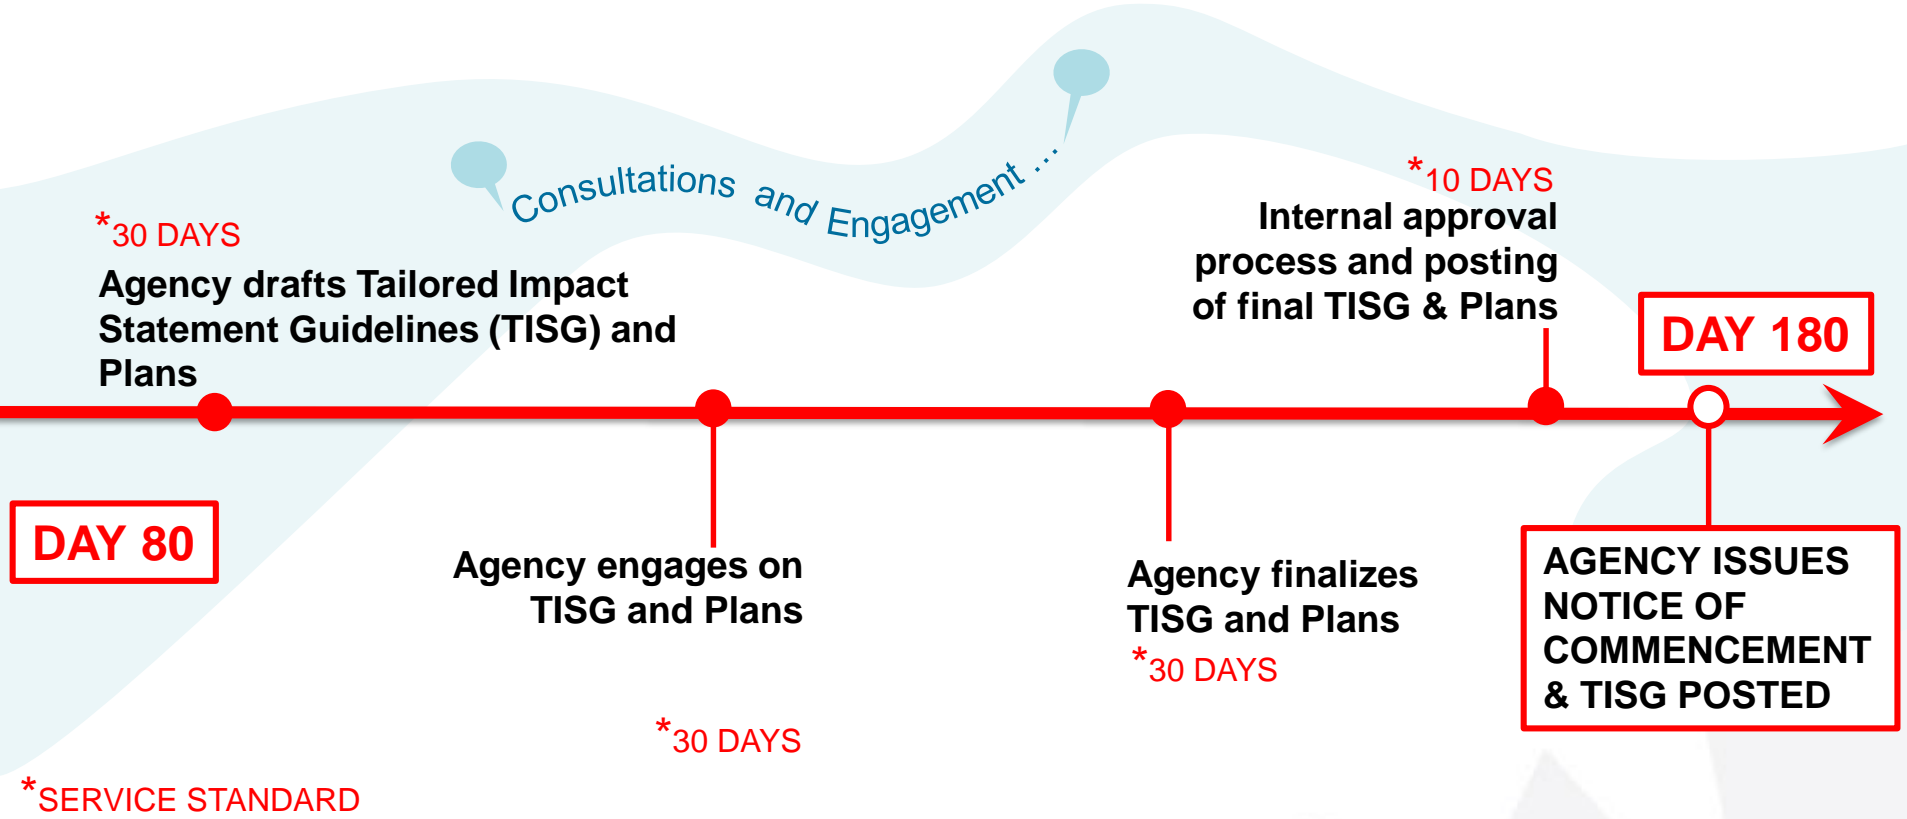 Consultations and Engagement ...
*30 DAYS
Agency drafts Tailored Impact
Statement Guidelines (TISG) and
Plans
*10 DAYS
Internal approval
process and posting
of final TISG & Plans
DAY 180
DAY 80
Agency engages on
TISG and Plans
*30 DAYS
Agency finalizes
TISG and Plans
*30 DAYS
AGENCY ISSUES
NOTICE OF
COMMENCEMENT
& TISG POSTED
*SERVICE STANDARD